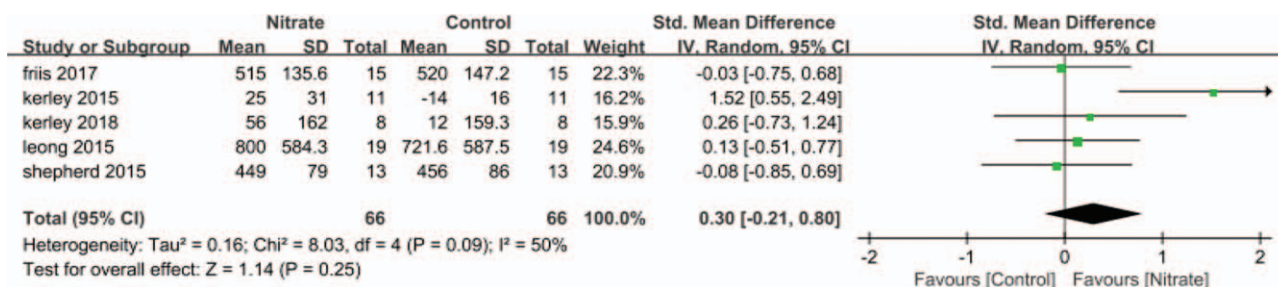 Nitrate Control Std. Mean Difference Std. Mean Difference
Study or Subgroup Mean SD Total Mean SD Total Weight IV, Random, 95% CI IV, Random, 95% CI
friis 2017 515 135.6 15 520 147.2 15 22.3% -0.03 [-0.75, 0.68]
kerley 2015 25 31 11 -14 16 11 16.2% 1.52 [0.55, 2.49]
kerley 2018 56 162 8 12 159.3 8 15.9% 0.26 [-0.73, 1.24]
leong 2015 800 584.3 19 721.6 587.5 19 24.6% 0.13 [-0.51, 0.77]
shepherd 2015 449 79 13 456 86 13 20.9% -0.08 [-0.85, 0.69]
Total (95% CI) 66 66 100.0% 0.30 [-0.21, 0.80]
Heterogeneity: Tau² = 0.16; Chi² = 8.03, df = 4 (P = 0.09); I² = 50%
Test for overall effect: Z = 1.14 (P = 0.25)
-2 -1 0 1 2
Favours [Control] Favours [Nitrate]